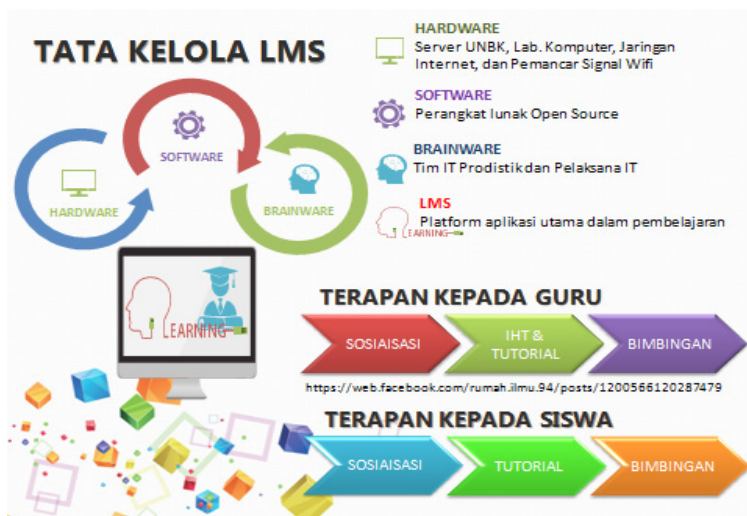 TATA KELOLA LMS
HARDWARE
SOFTWARE
BRAINWARE
HARDWARE
Server UNBK, Lab. Komputer, Jaringan
Internet, dan Pemancar Signal Wifi
SOFTWARE
Perangkat lunak Open Source
BRAINWARE
Tim IT Prodistik dan Pelaksana IT
LMS
Platform aplikasi utama dalam pembelajaran
LEARNING
LEARNING
TERAPAN KEPADA GURU
SOSIAISASI
IHT &
TUTORIAL
BIMBINGAN
https://web.facebook.com/rumah.ilmu.94/posts/1200566120287479
TERAPAN KEPADA SISWA
SOSIAISASI
TUTORIAL
BIMBINGAN